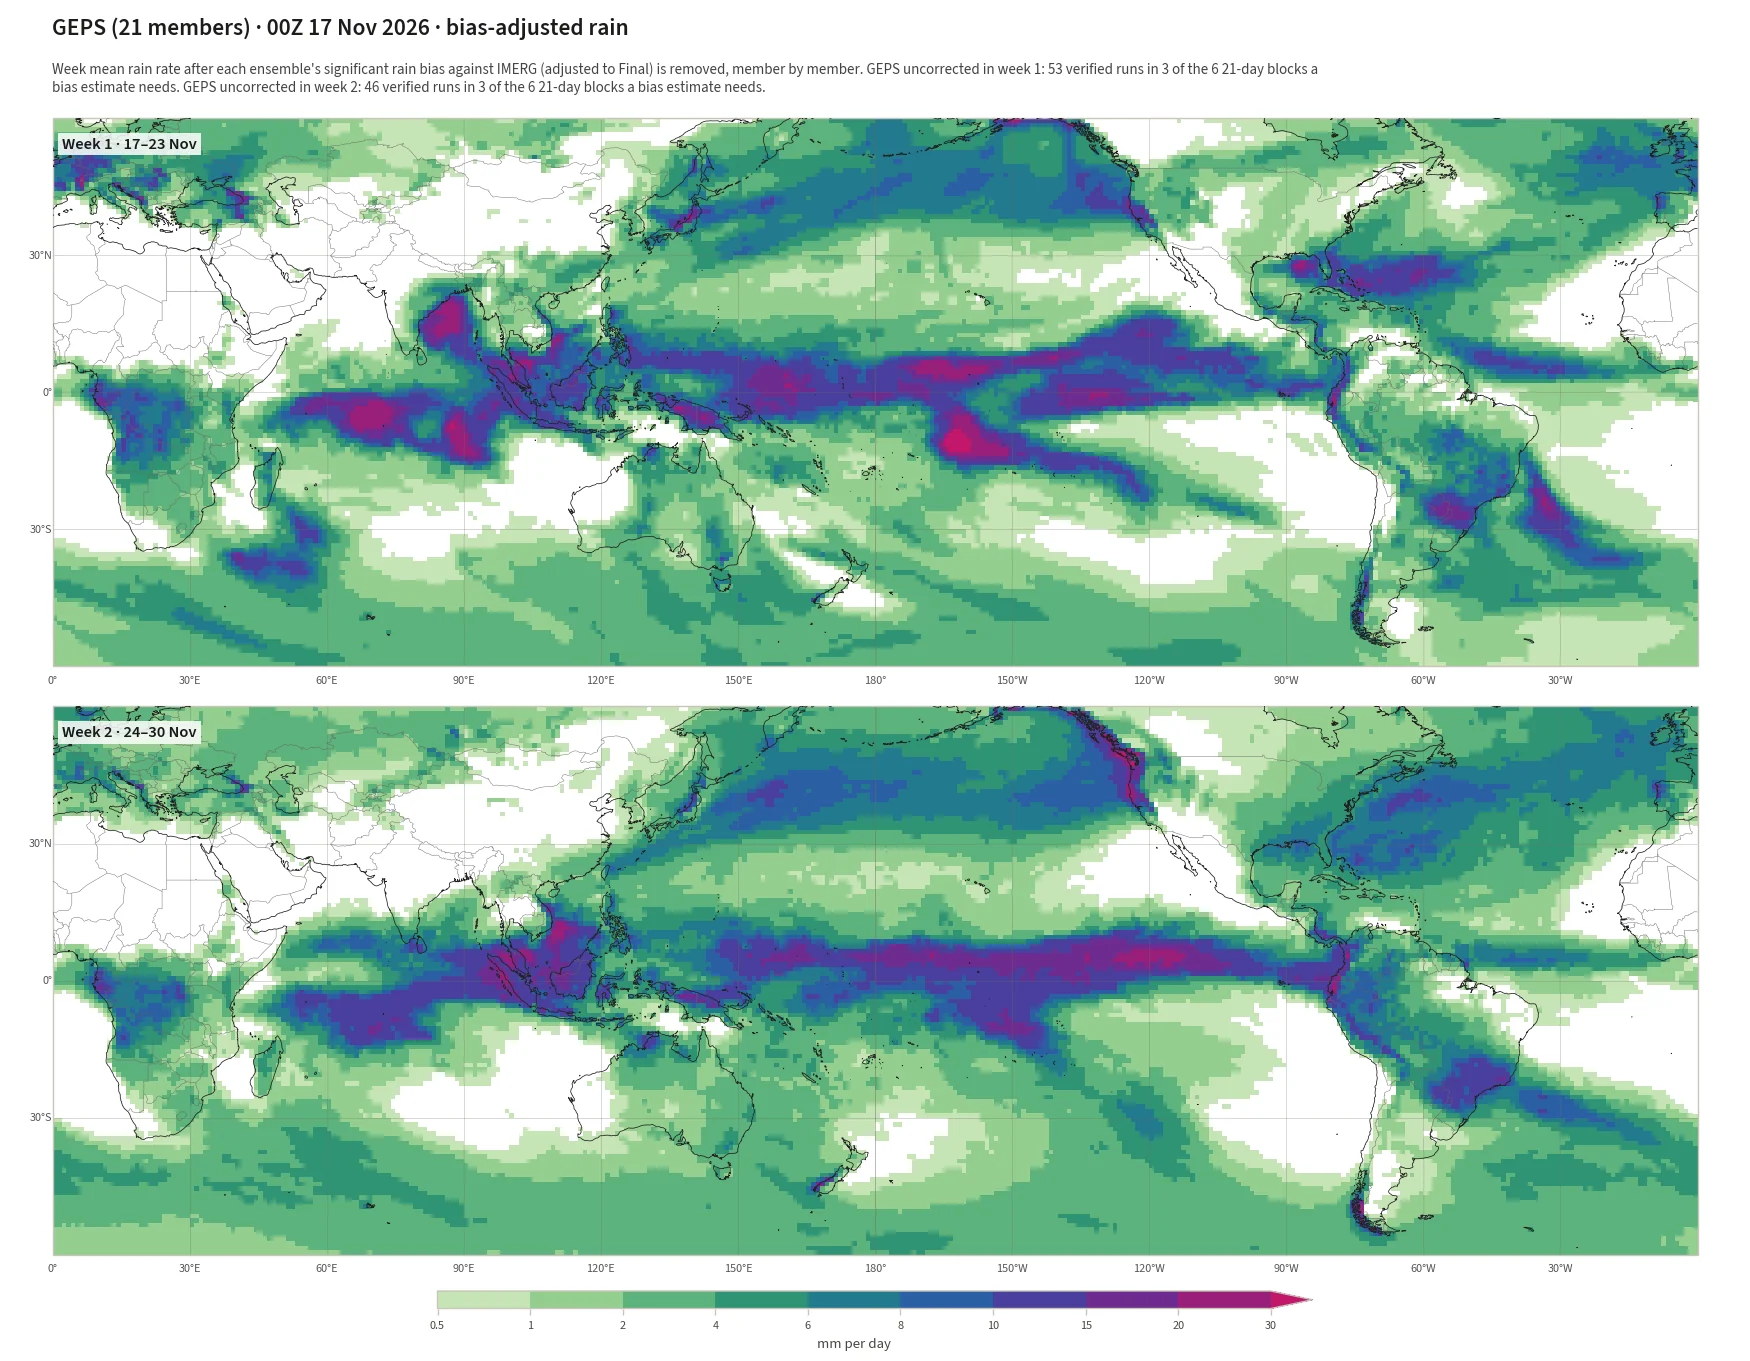 GEPS (21 members) · 00Z 17 Nov 2026 · bias-adjusted rain
Week mean rain rate after each ensemble's significant rain bias against IMERG (adjusted to Final) is removed, member by member. GEPS uncorrected in week 1: 53 verified runs in 3 of the 6 21-day blocks a
bias estimate needs. GEPS uncorrected in week 2: 46 verified runs in 3 of the 6 21-day blocks a bias estimate needs.
Week 1 · 17–23 Nov
30°N
0°
30°S
0° 30°E 60°E 90°E 120°E 150°E 180° 150°W 120°W 90°W 60°W 30°W
Week 2 · 24–30 Nov
30°N
0°
30°S
0° 30°E 60°E 90°E 120°E 150°E 180° 150°W 120°W 90°W 60°W 30°W
0.5 1 2 4 6 8 10 15 20 30
mm per day